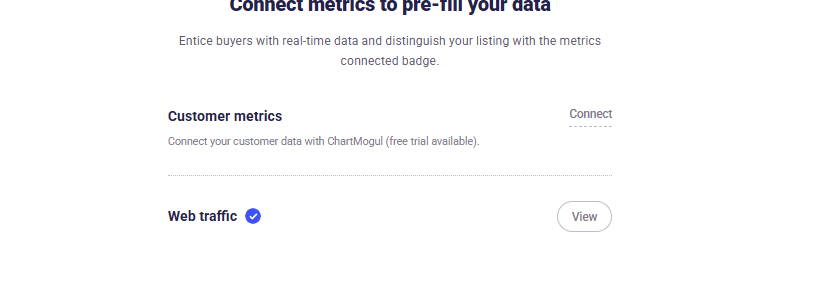 Connect metrics to pre-fill your data
Entice buyers with real-time data and distinguish your listing with the metrics
connected badge.
Customer metrics
Connect
Connect your customer data with ChartMogul (free trial available).
Web traffic
View